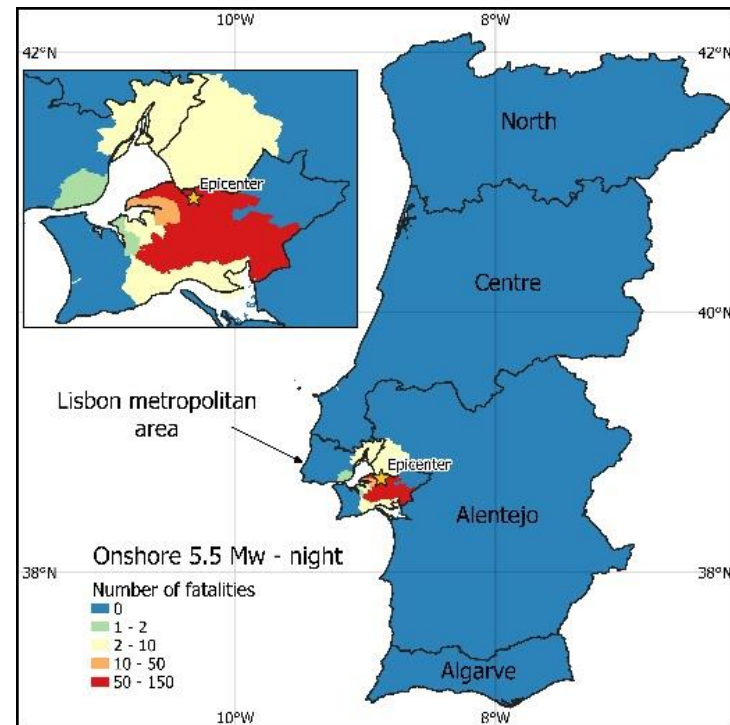 10°W
8°W
42°N
42°N
North
Epicenter
Centre
40°N
40°N
Lisbon metropolitan
area
Epicenter
Alentejo
Onshore 5.5 Mw - night
38°N
38°N
Number of fatalities
0
1 - 2
2 - 10
10 - 50
50 - 150
Algarve
10°W
8°W